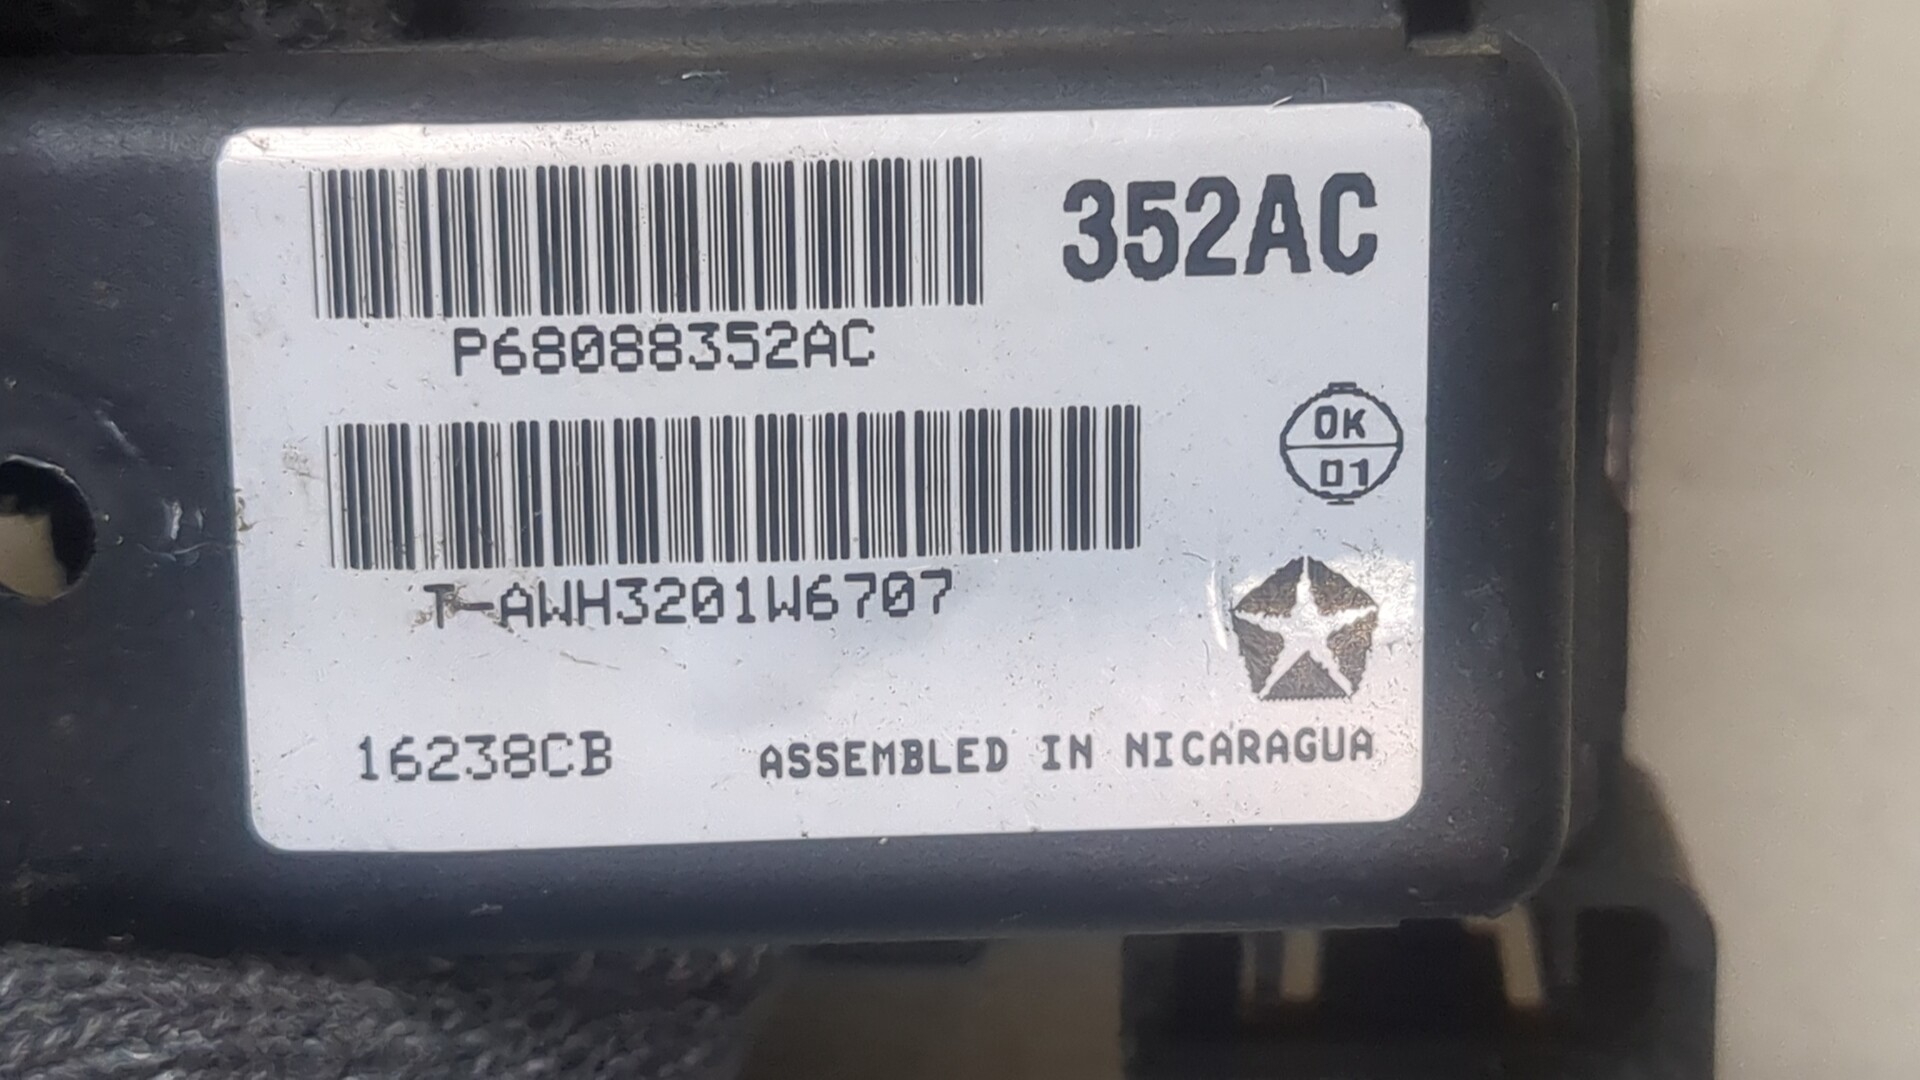 352AC
P68088352AC
OK
01
T-AWH3201W6707
16238CB ASSEMBLED IN NICARAGUA